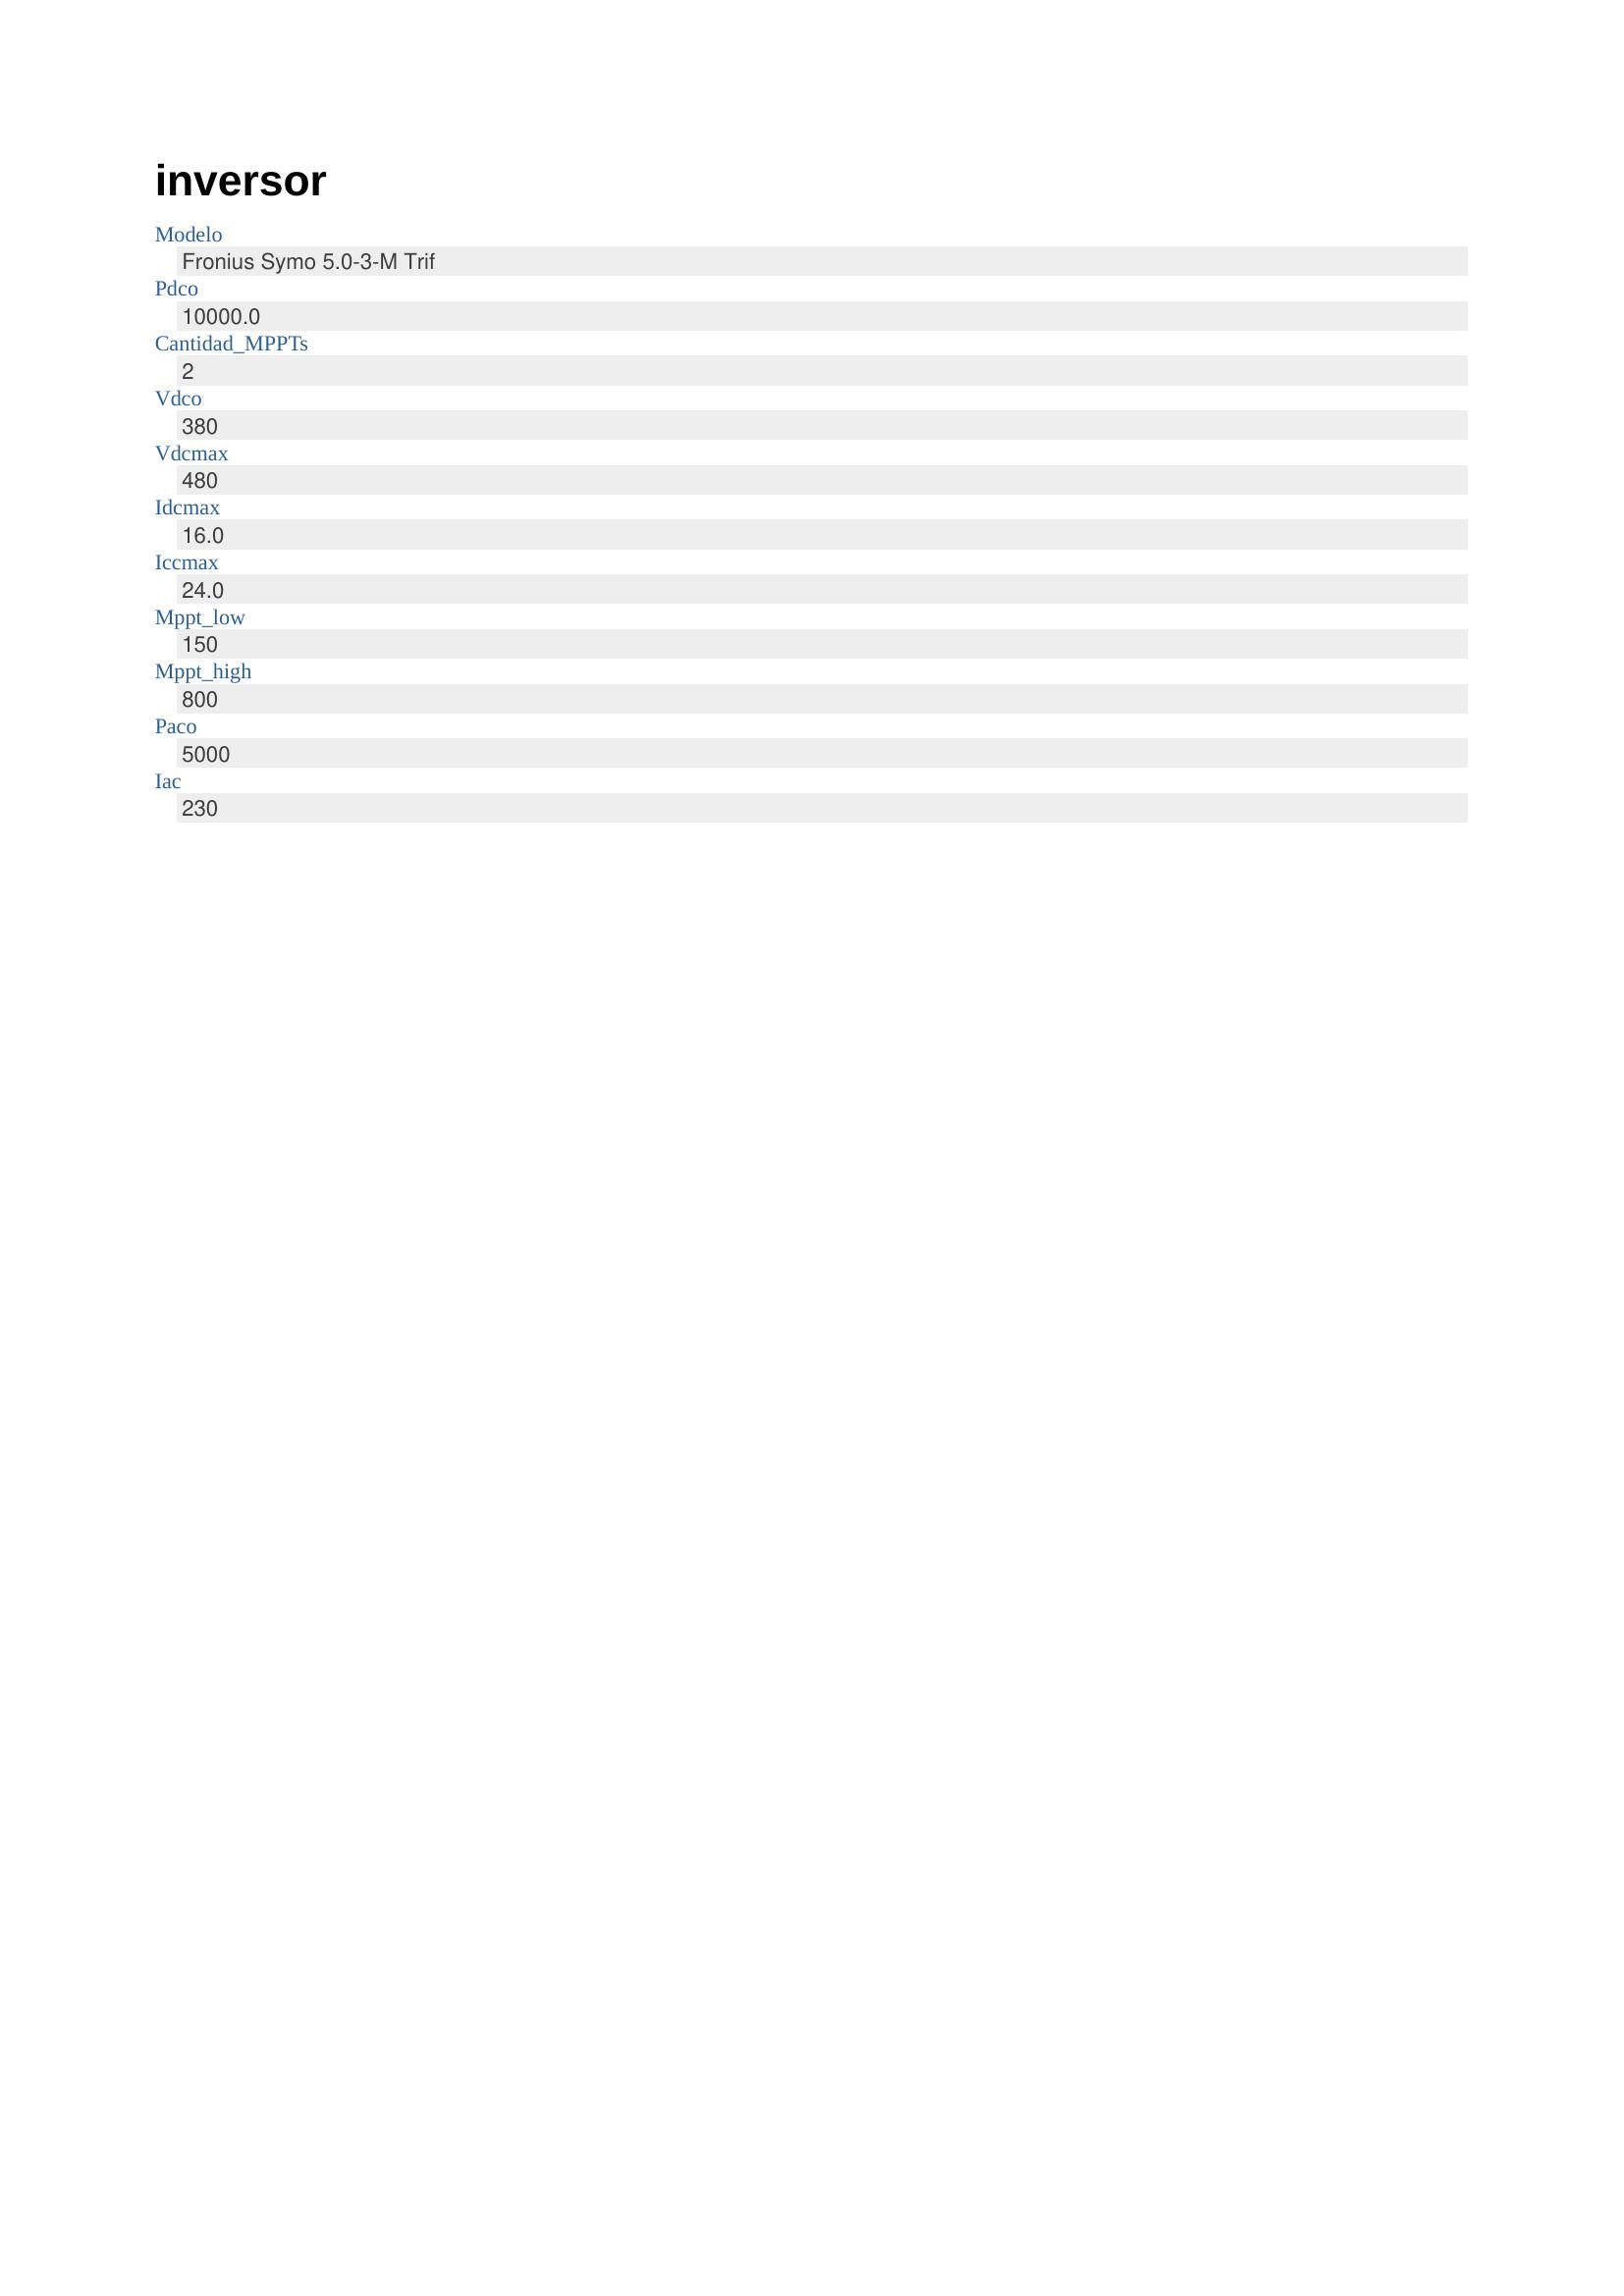 inversor
Modelo
Fronius Symo 5.0-3-M Trif
Pdco
10000.0
Cantidad_MPPTs
2
Vdco
380
Vdcmax
480
Idcmax
16.0
Iccmax
24.0
Mppt_low
150
Mppt_high
800
Paco
5000
Iac
230